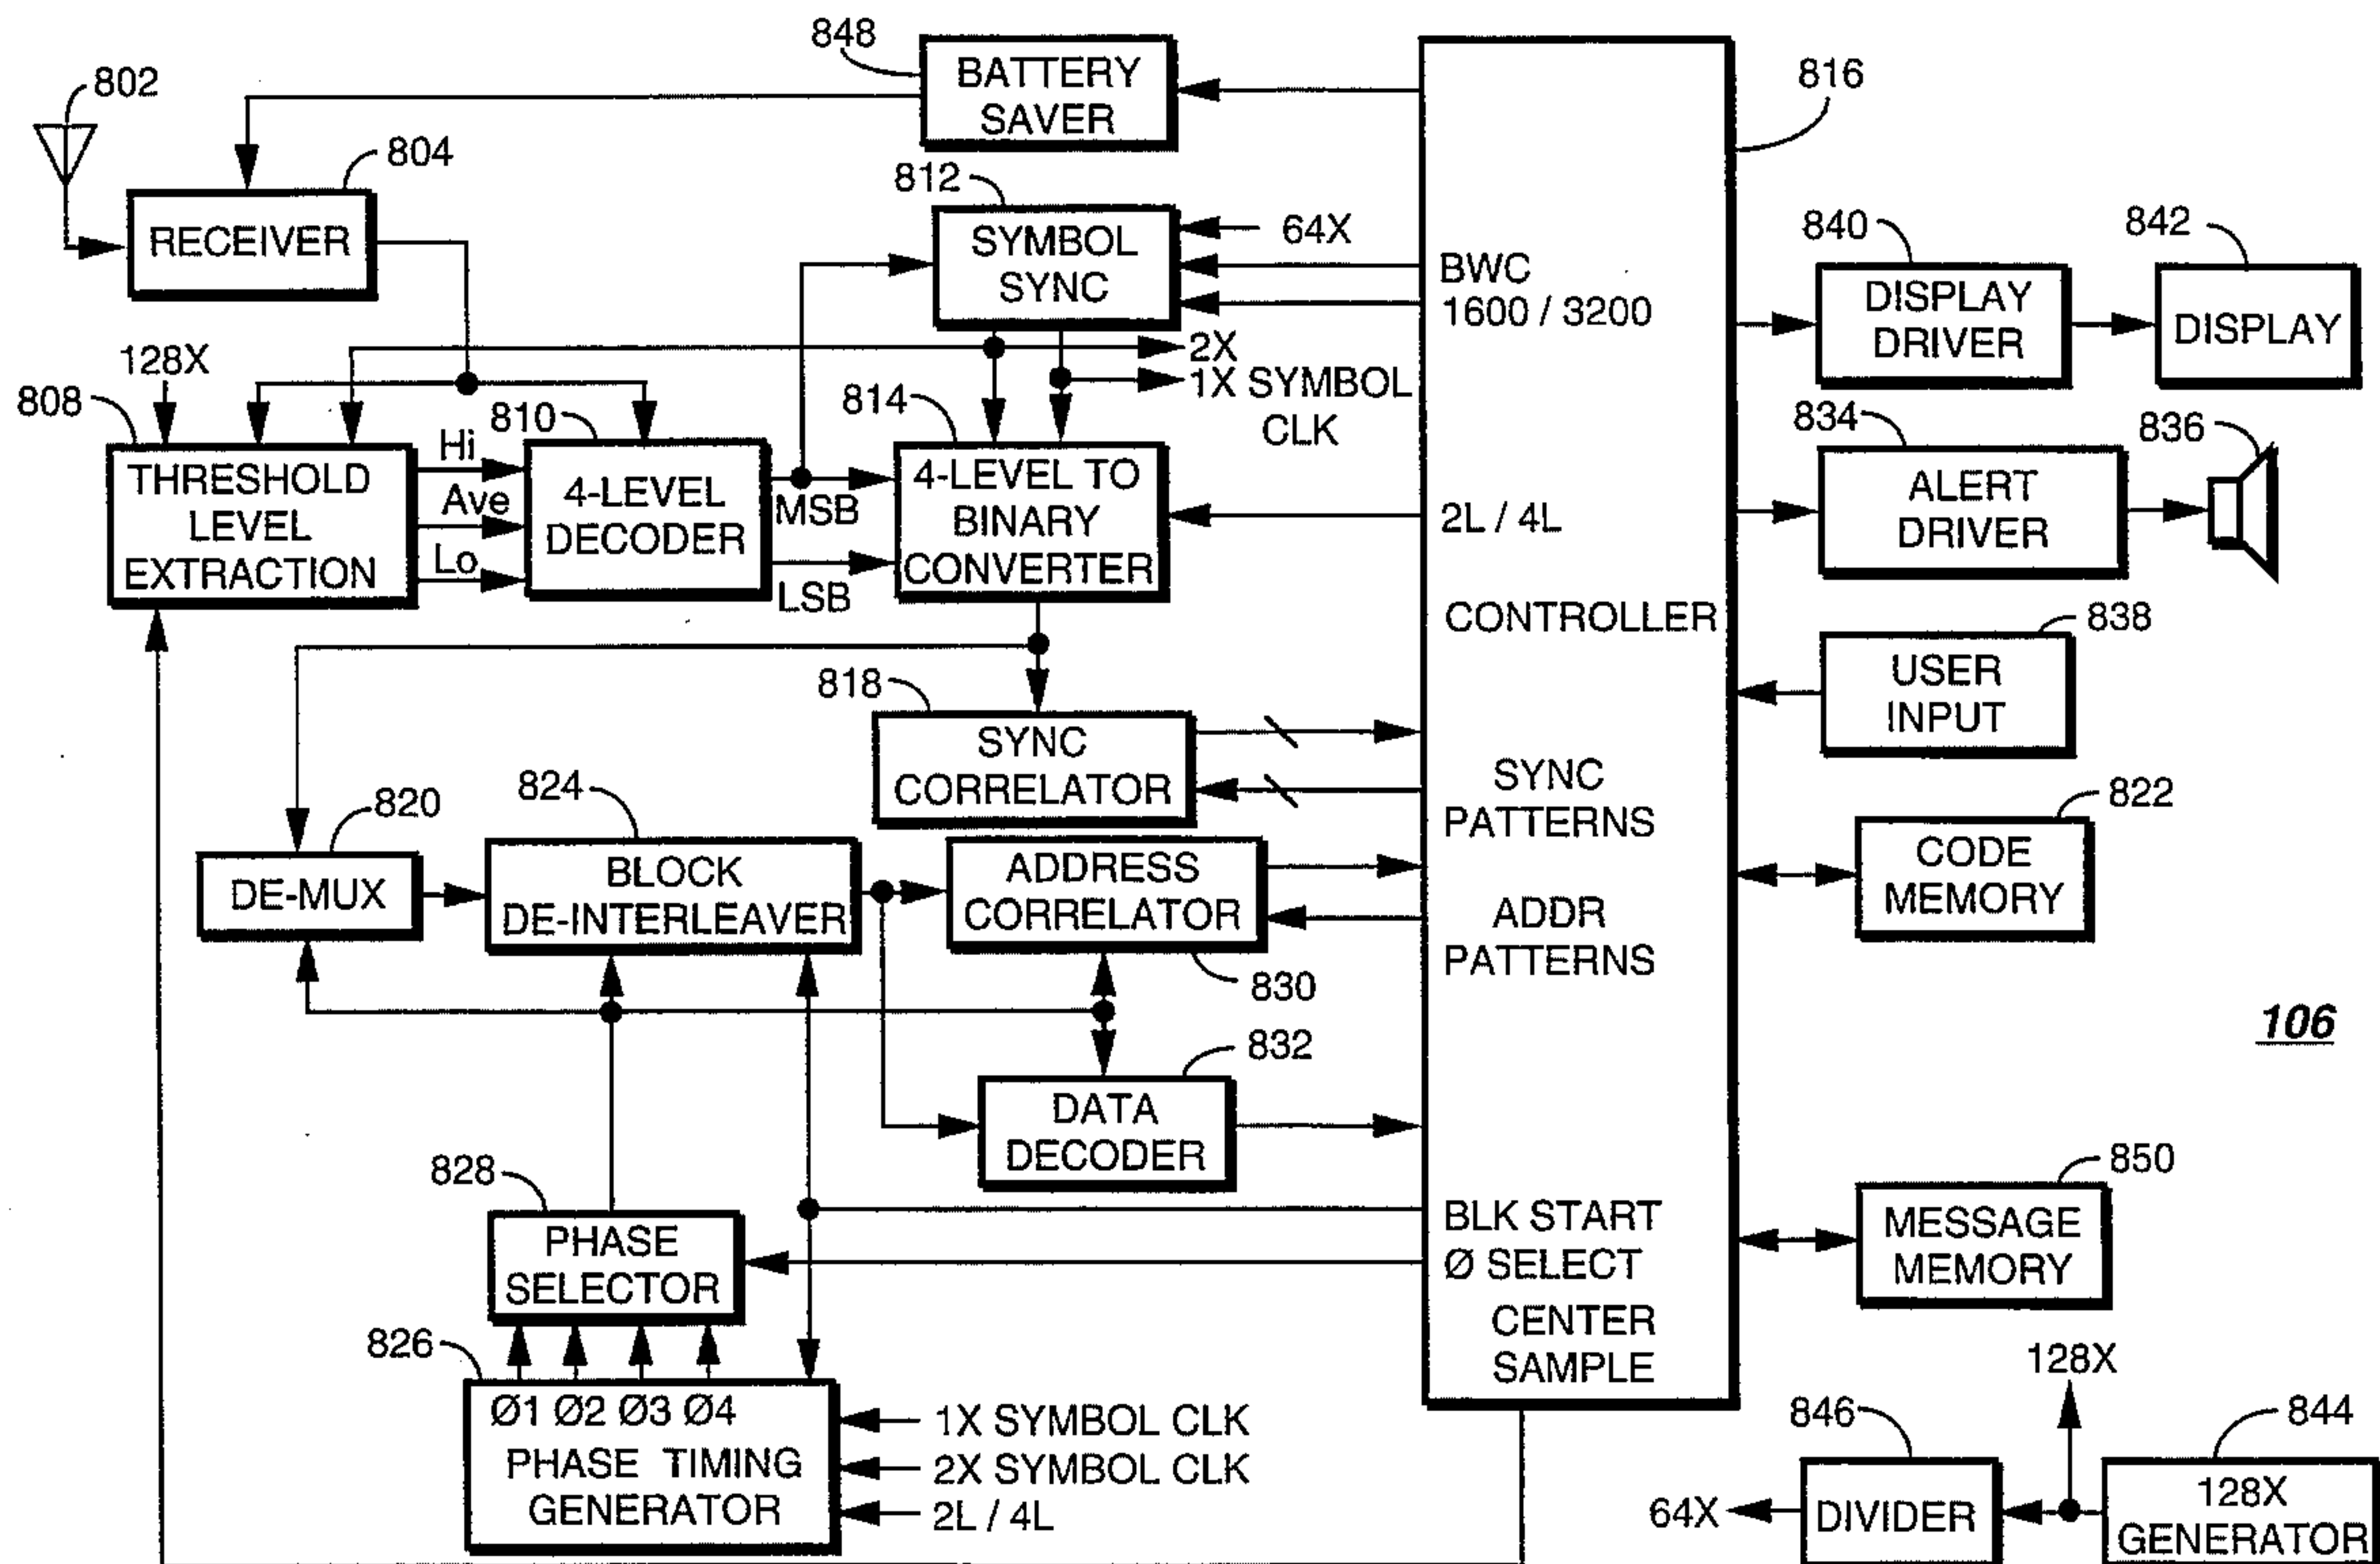 848
BATTERY
SAVER
802
816
804
RECEIVER
812
SYMBOL
SYNC
64X
BWC
1600 / 3200
840
DISPLAY
DRIVER
842
DISPLAY
128X
2X
1X SYMBOL
CLK
808
THRESHOLD
LEVEL
EXTRACTION
Hi
Ave
Lo
810
4-LEVEL
DECODER
MSB
LSB
814
4-LEVEL TO
BINARY
CONVERTER
2L / 4L
CONTROLLER
834
ALERT
DRIVER
836
838
USER
INPUT
818
SYNC
CORRELATOR
SYNC
PATTERNS
822
CODE
MEMORY
820
DE-MUX
824
BLOCK
DE-INTERLEAVER
ADDRESS
CORRELATOR
830
ADDR
PATTERNS
106
832
DATA
DECODER
828
PHASE
SELECTOR
BLK START
Ø SELECT
CENTER
SAMPLE
850
MESSAGE
MEMORY
826
Ø1 Ø2 Ø3 Ø4
PHASE TIMING
GENERATOR
1X SYMBOL CLK
2X SYMBOL CLK
2L / 4L
128X
846
844
64X
DIVIDER
128X
GENERATOR